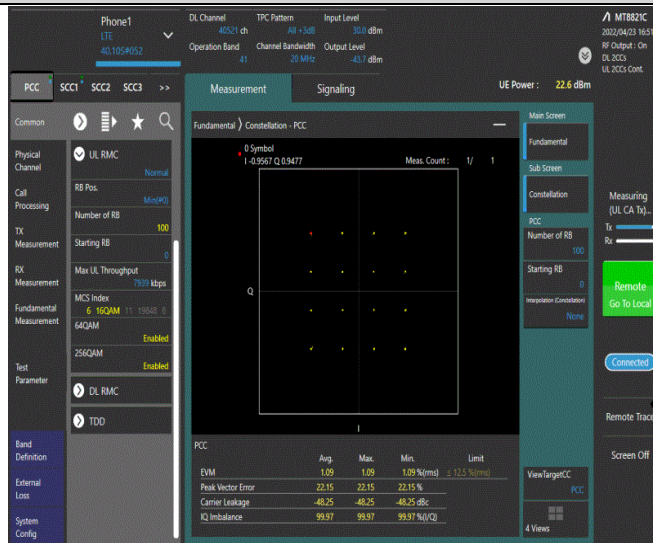 Phone1
LTE
40.105#052
DL Channel
40521 ch
TPC Pattern
All +3dB
Input Level
30.0 dBm
Operation Band
41
Channel Bandwidth
20 MHz
Output Level
-43.7 dBm
MT8821C
2022/04/23 16:51
RF Output : On
DL 2CCs
UL 2CCs Cont.
PCC
SCC1
SCC2
SCC3
>>
Measurement
Signaling
UE Power : 22.6 dBm
Common
Physical
Channel
Call
Processing
TX
Measurement
RX
Measurement
Fundamental
Measurement
Test
Parameter
Band
Definition
External
Loss
System
Config
UL RMC
Normal
RB Pos.
Min(#0)
Number of RB
100
Starting RB
0
Max UL Throughput
7939 kbps
MCS Index
6 16QAM 11 19848 8
64QAM
Enabled
256QAM
Enabled
DL RMC
TDD
Fundamental ❭ Constellation - PCC
0 Symbol
I -0.9567 Q 0.9477
Meas. Count : 1/ 1
Q
I
PCC
Avg. Max. Min. Limit
EVM 1.09 1.09 1.09 %(rms) ≤ 12.5 %(rms)
Peak Vector Error 22.15 22.15 22.15 %
Carrier Leakage -48.25 -48.25 -48.25 dBc
IQ Imbalance 99.97 99.97 99.97 %(I/Q)
Main Screen
Fundamental
Sub Screen
Constellation
PCC
Number of RB
100
Starting RB
0
Interpolation (Constellation)
None
ViewTargetCC
PCC
4 Views
Measuring
(UL CA Tx)...
Tx
Rx
Remote
Go To Local
Connected
Remote Trace
Screen Off